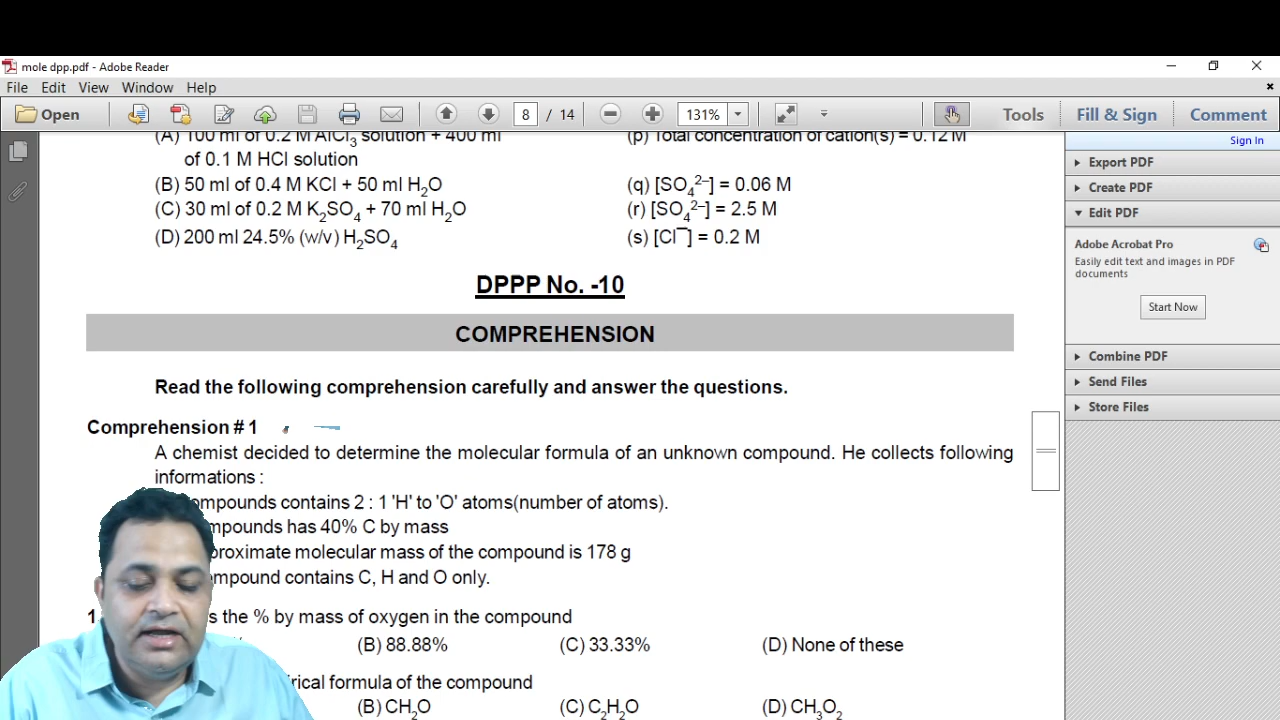 mole dpp.pdf - Adobe Reader
File Edit View Window Help
Open 8 / 14 131% Tools Fill & Sign Comment
Sign In
(A) 100 ml of 0.2 M AlCl3 solution + 400 ml (p) Total concentration of cation(s) = 0.12 M
of 0.1 M HCl solution
(B) 50 ml of 0.4 M KCl + 50 ml H2O (q) [SO4^2–] = 0.06 M
(C) 30 ml of 0.2 M K2SO4 + 70 ml H2O (r) [SO4^2–] = 2.5 M
(D) 200 ml 24.5% (w/v) H2SO4 (s) [Cl¯] = 0.2 M
DPPP No. -10
COMPREHENSION
Read the following comprehension carefully and answer the questions.
Comprehension # 1
A chemist decided to determine the molecular formula of an unknown compound. He collects following
informations :
ompounds contains 2 : 1 'H' to 'O' atoms(number of atoms).
mpounds has 40% C by mass
proximate molecular mass of the compound is 178 g
ompound contains C, H and O only.
1 s the % by mass of oxygen in the compound
(B) 88.88% (C) 33.33% (D) None of these
irical formula of the compound
(B) CH2O (C) C2H2O (D) CH3O2
Export PDF
Create PDF
Edit PDF
Adobe Acrobat Pro
Easily edit text and images in PDF
documents
Start Now
Combine PDF
Send Files
Store Files